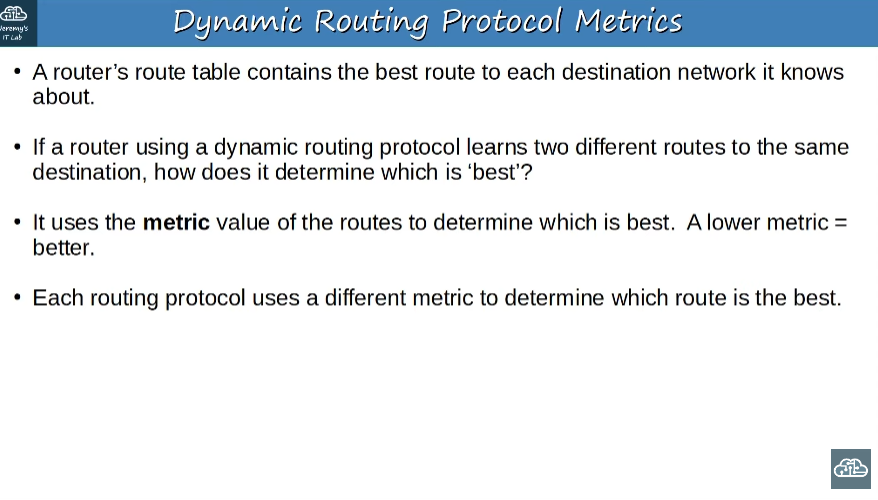 Jeremy's
IT Lab
Dynamic Routing Protocol Metrics
• A router’s route table contains the best route to each destination network it knows
about.
• If a router using a dynamic routing protocol learns two different routes to the same
destination, how does it determine which is ‘best’?
• It uses the metric value of the routes to determine which is best.  A lower metric =
better.
• Each routing protocol uses a different metric to determine which route is the best.